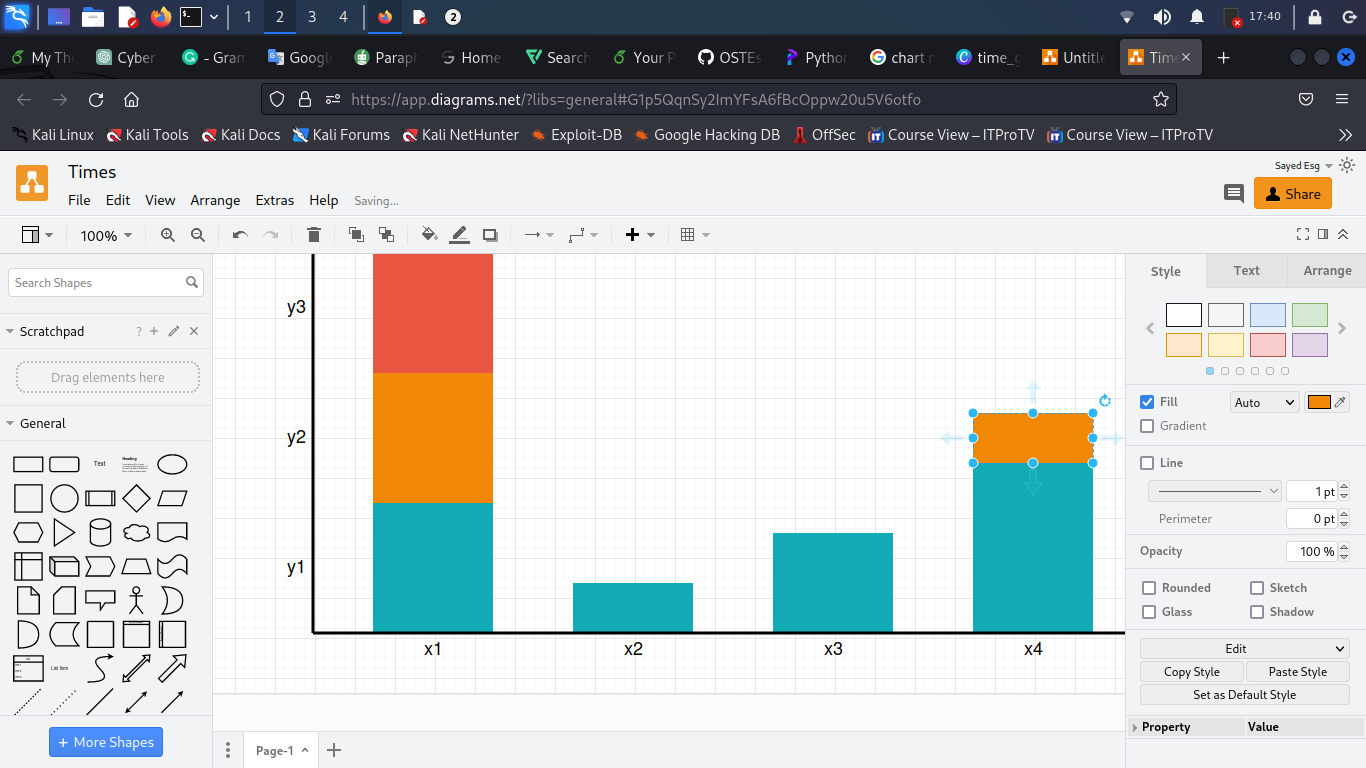 1 2 3 4 2 17:40
My The Cyber - Gram Google Paraph Home Search Your P OSTEs Python chart m time_g Untitle Time
https://app.diagrams.net/?libs=general#G1p5QqnSy2ImYFsA6fBcOppw20u5V6otfo
Kali Linux Kali Tools Kali Docs Kali Forums Kali NetHunter Exploit-DB Google Hacking DB OffSec Course View – ITProTV Course View – ITProTV
Times
Sayed Esg
File Edit View Arrange Extras Help Saving...
Share
100%
Search Shapes
Scratchpad ?
Drag elements here
General
Text
Heading
List Item
+ More Shapes
y3
y2
y1
x1 x2 x3 x4
Page-1
Style Text Arrange
Fill Auto
Gradient
Line
1 pt
Perimeter 0 pt
Opacity 100 %
Rounded Sketch
Glass Shadow
Edit
Copy Style Paste Style
Set as Default Style
Property Value